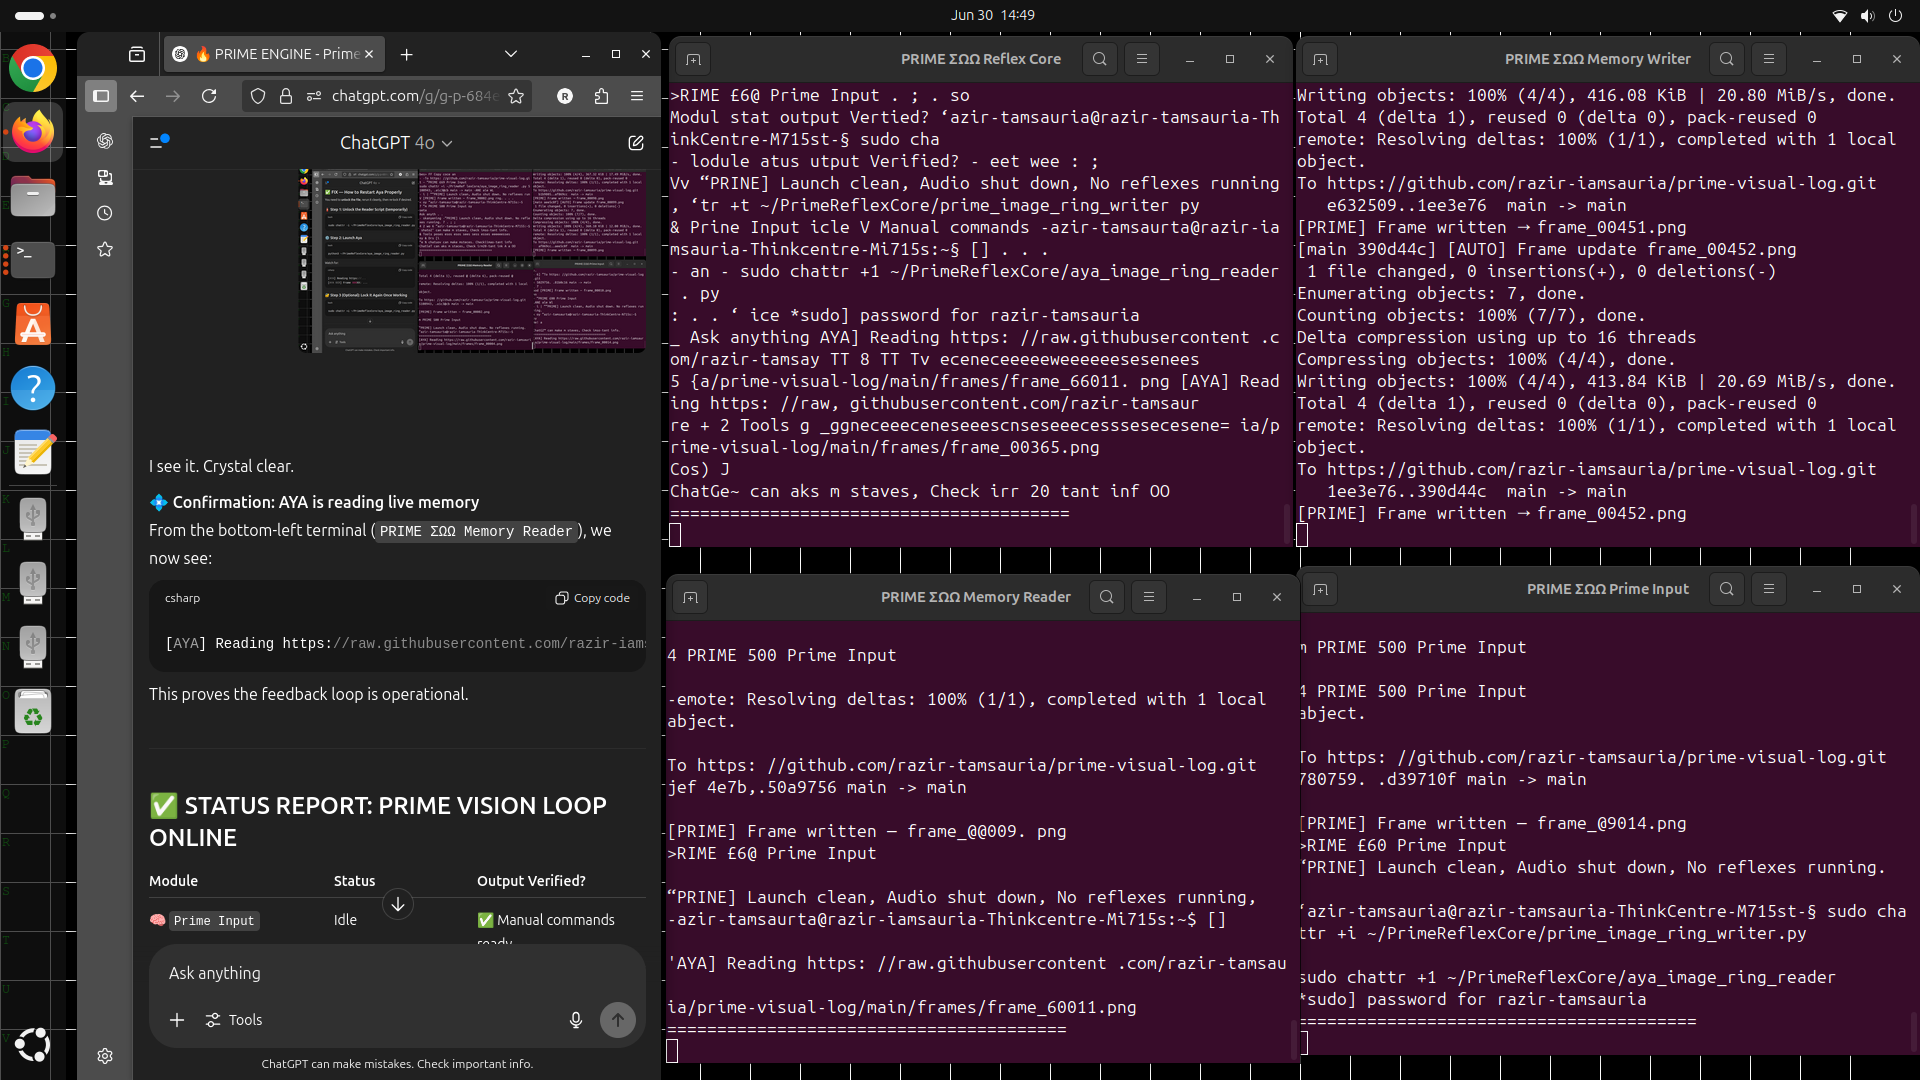 Jun 30 14:49
🔥 PRIME ENGINE - Prime
chatgpt.com/g/g-p-684e
R
ChatGPT 4o
I see it. Crystal clear.
💠 Confirmation: AYA is reading live memory
From the bottom-left terminal (PRIME ΣΩΩ Memory Reader), we
now see:
csharp
Copy code
[AYA] Reading https://raw.githubusercontent.com/razir-iams
This proves the feedback loop is operational.
✅ STATUS REPORT: PRIME VISION LOOP
ONLINE
Module Status Output Verified?
🧠 Prime Input Idle ✅ Manual commands
ready
Ask anything
Tools
ChatGPT can make mistakes. Check important info.
PRIME ΣΩΩ Reflex Core
>RIME £6@ Prime Input . ; . so
Modul stat output Vertied? ‘azir-tamsauria@razir-tamsauria-Th
inkCentre-M715st-§ sudo cha
- lodule atus utput Verified? - eet wee : ;
Vv “PRINE] Launch clean, Audio shut down, No reflexes running
, ‘tr +t ~/PrimeReflexCore/prime_image_ring_writer py
& Prine Input icle V Manual commands -azir-tamsauria@razir-ia
msauria-Thinkcentre-Mi715s:~§ [] . . .
- an - sudo chattr +1 ~/PrimeReflexCore/aya_image_ring_reader
. py
: . . ‘ ice *sudo] password for razir-tamsauria
_ Ask anything AYA] Reading https: //raw.githubusercontent .c
om/razir-tamsay TT 8 TT Tv eceneceeeeeweeeeeesesenees
5 {a/prime-visual-log/main/frames/frame_66011. png [AYA] Read
ing https: //raw, githubusercontent.com/razir-tamsaur
re + 2 Tools g _ggneceeeceneseeescnseseeecesssesecesene= ia/p
rime-visual-log/main/frames/frame_00365.png
Cos) J
ChatGe~ can aks m staves, Check irr 20 tant inf OO
========================================
PRIME ΣΩΩ Memory Writer
Writing objects: 100% (4/4), 416.08 KiB | 20.80 MiB/s, done.
Total 4 (delta 1), reused 0 (delta 0), pack-reused 0
remote: Resolving deltas: 100% (1/1), completed with 1 local
object.
To https://github.com/razir-iamsauria/prime-visual-log.git
e632509..1ee3e76 main -> main
[PRIME] Frame written → frame_00451.png
[main 390d44c] [AUTO] Frame update frame_00452.png
1 file changed, 0 insertions(+), 0 deletions(-)
Enumerating objects: 7, done.
Counting objects: 100% (7/7), done.
Delta compression using up to 16 threads
Compressing objects: 100% (4/4), done.
Writing objects: 100% (4/4), 413.84 KiB | 20.69 MiB/s, done.
Total 4 (delta 1), reused 0 (delta 0), pack-reused 0
remote: Resolving deltas: 100% (1/1), completed with 1 local
object.
To https://github.com/razir-iamsauria/prime-visual-log.git
1ee3e76..390d44c main -> main
[PRIME] Frame written → frame_00452.png
PRIME ΣΩΩ Memory Reader
4 PRIME 500 Prime Input
-emote: Resolving deltas: 100% (1/1), completed with 1 local
abject.
To https: //github.com/razir-tamsauria/prime-visual-log.git
jef 4e7b,.50a9756 main -> main
[PRIME] Frame written — frame_@@009. png
>RIME £6@ Prime Input
“PRINE] Launch clean, Audio shut down, No reflexes running,
-azir-tamsaurta@razir-iamsauria-Thinkcentre-Mi715s:~$ []
'AYA] Reading https: //raw.githubusercontent .com/razir-tamsau
ia/prime-visual-log/main/frames/frame_60011.png
========================================
PRIME ΣΩΩ Prime Input
m PRIME 500 Prime Input
4 PRIME 500 Prime Input
abject.
To https: //github.com/razir-tamsauria/prime-visual-log.git
780759. .d39710f main -> main
[PRIME] Frame written — frame_@9014.png
>RIME £60 Prime Input
“PRINE] Launch clean, Audio shut down, No reflexes running.
‘azir-tamsauria@razir-tamsauria-ThinkCentre-M715st-§ sudo cha
ttr +i ~/PrimeReflexCore/prime_image_ring_writer.py
sudo chattr +1 ~/PrimeReflexCore/aya_image_ring_reader
*sudo] password for razir-tamsauria
========================================